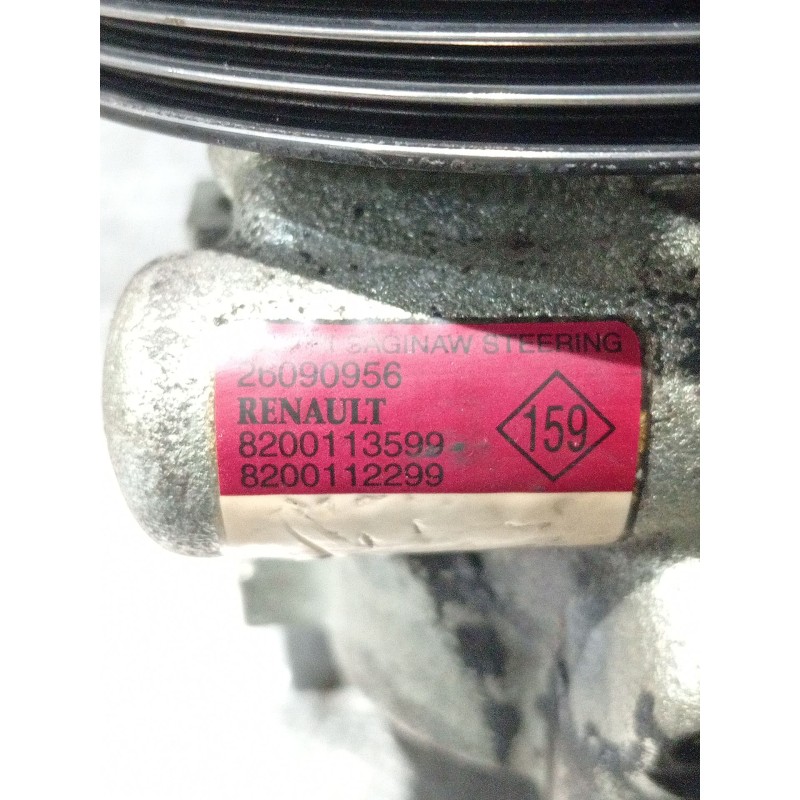 SAGINAW STEERING
26090956
RENAULT
8200113599
8200112299
159